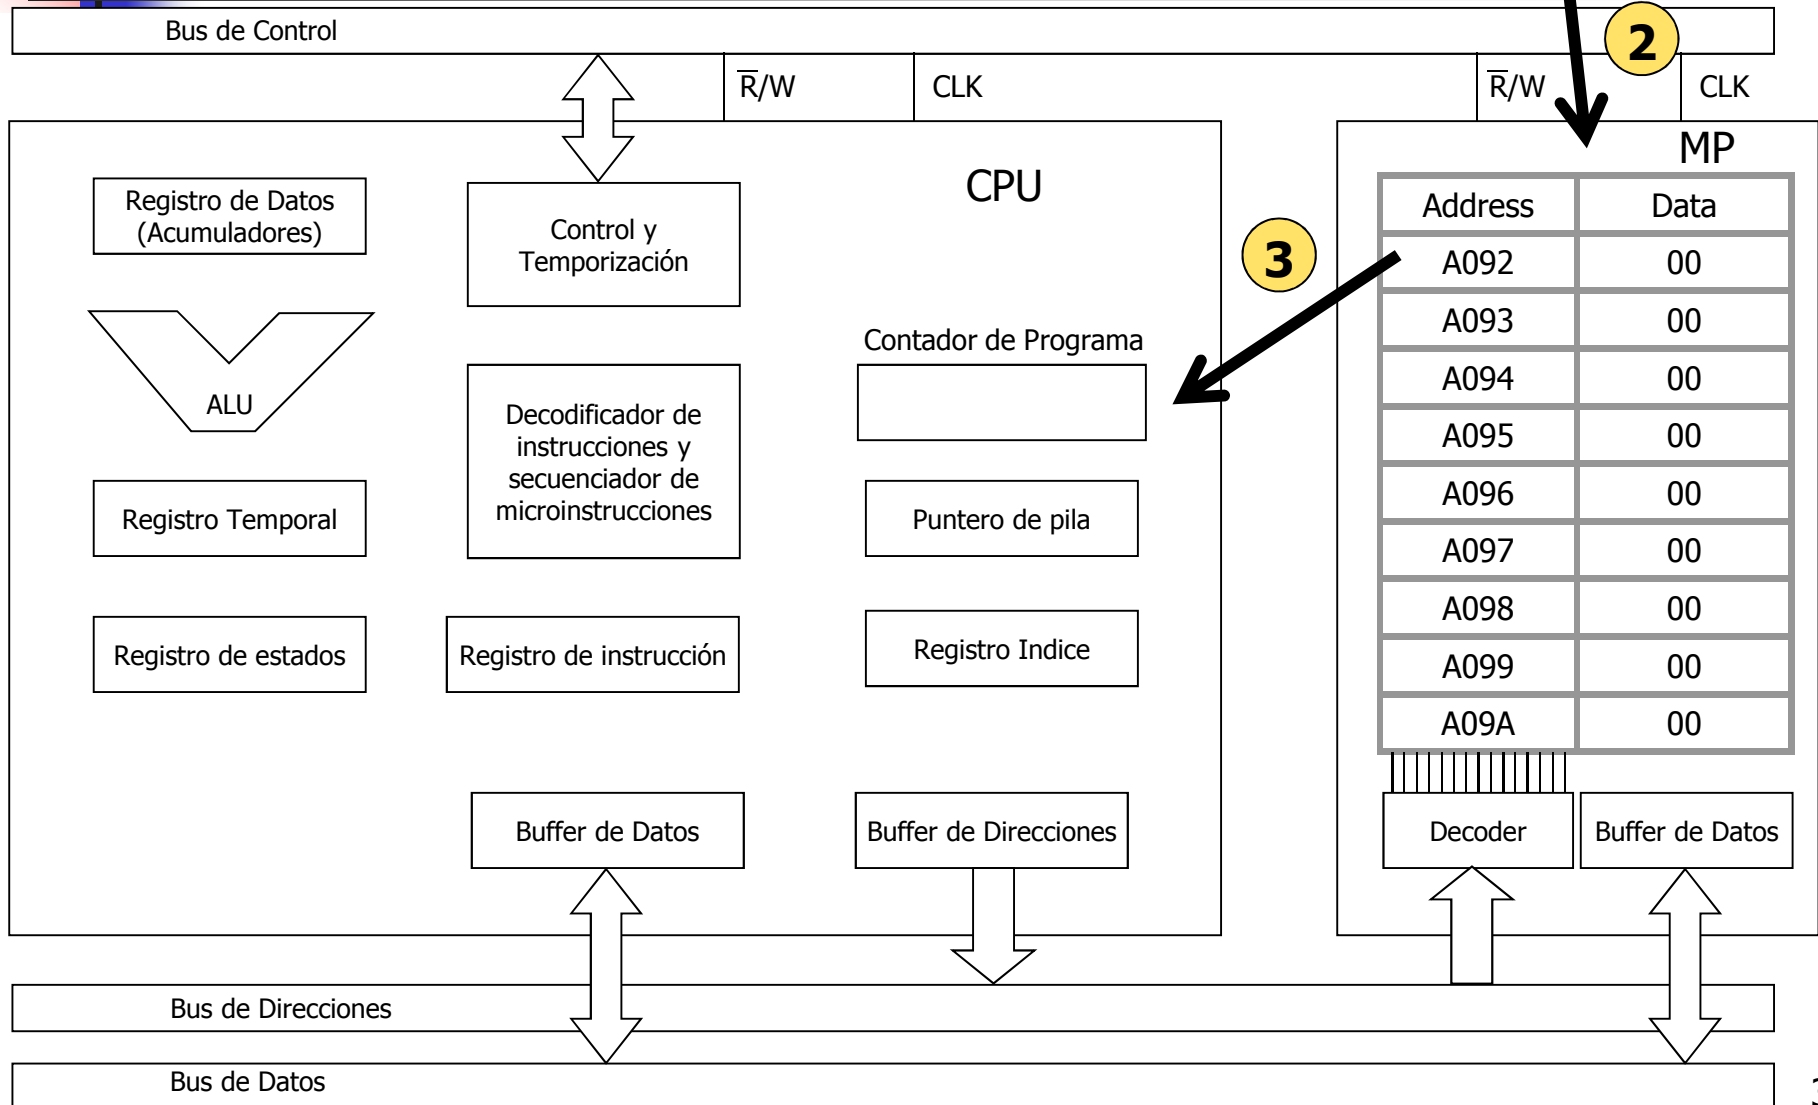 Bus de Control
2
R/W
CLK
R/W
CLK
CPU
MP
Registro de Datos
(Acumuladores)
Control y
Temporización
ALU
Decodificador de
instrucciones y
secuenciador de
microinstrucciones
Contador de Programa
3
Registro Temporal
Puntero de pila
Registro de estados
Registro de instrucción
Registro Indice
Address Data
A092 00
A093 00
A094 00
A095 00
A096 00
A097 00
A098 00
A099 00
A09A 00
Buffer de Datos
Buffer de Direcciones
Decoder
Buffer de Datos
Bus de Direcciones
Bus de Datos